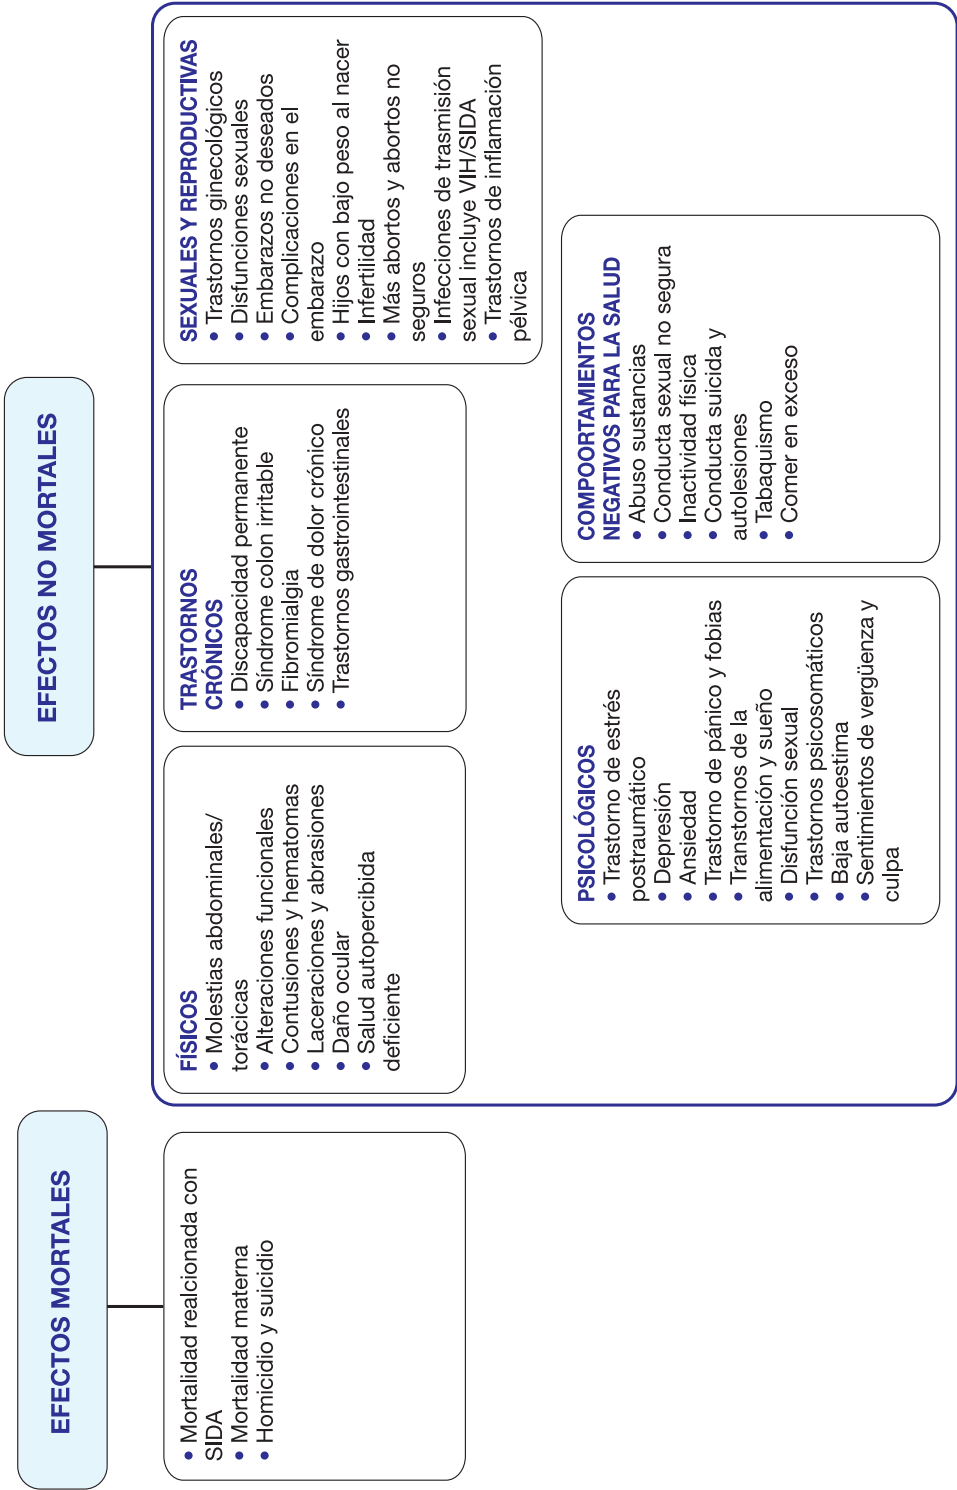 EFECTOS MORTALES
• Mortalidad realcionada con
SIDA
• Mortalidad materna
• Homicidio y suicidio
EFECTOS NO MORTALES
FÍSICOS
• Molestias abdominales/
torácicas
• Alteraciones funcionales
• Contusiones y hematomas
• Laceraciones y abrasiones
• Daño ocular
• Salud autopercibida
deficiente
TRASTORNOS
CRÓNICOS
• Discapacidad permanente
• Síndrome colon irritable
• Fibromialgia
• Síndrome de dolor crónico
• Trastornos gastrointestinales
SEXUALES Y REPRODUCTIVAS
• Trastornos ginecológicos
• Disfunciones sexuales
• Embarazos no deseados
• Complicaciones en el
embarazo
• Hijos con bajo peso al nacer
• Infertilidad
• Más abortos y abortos no
seguros
• Infecciones de trasmisión
sexual incluye VIH/SIDA
• Trastornos de inflamación
pélvica
PSICOLÓGICOS
• Trastorno de estrés
postraumático
• Depresión
• Ansiedad
• Trastorno de pánico y fobias
• Transtornos de la
alimentación y sueño
• Disfunción sexual
• Trastornos psicosomáticos
• Baja autoestima
• Sentimientos de vergüenza y
culpa
COMPOORTAMIENTOS
NEGATIVOS PARA LA SALUD
• Abuso sustancias
• Conducta sexual no segura
• Inactividad física
• Conducta suicida y
autolesiones
• Tabaquismo
• Comer en exceso